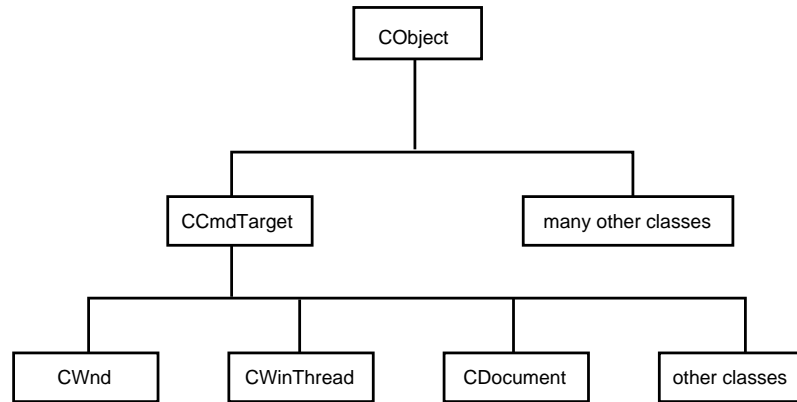 CObject
CCmdTarget
many other classes
CWnd
CWinThread
CDocument
other classes